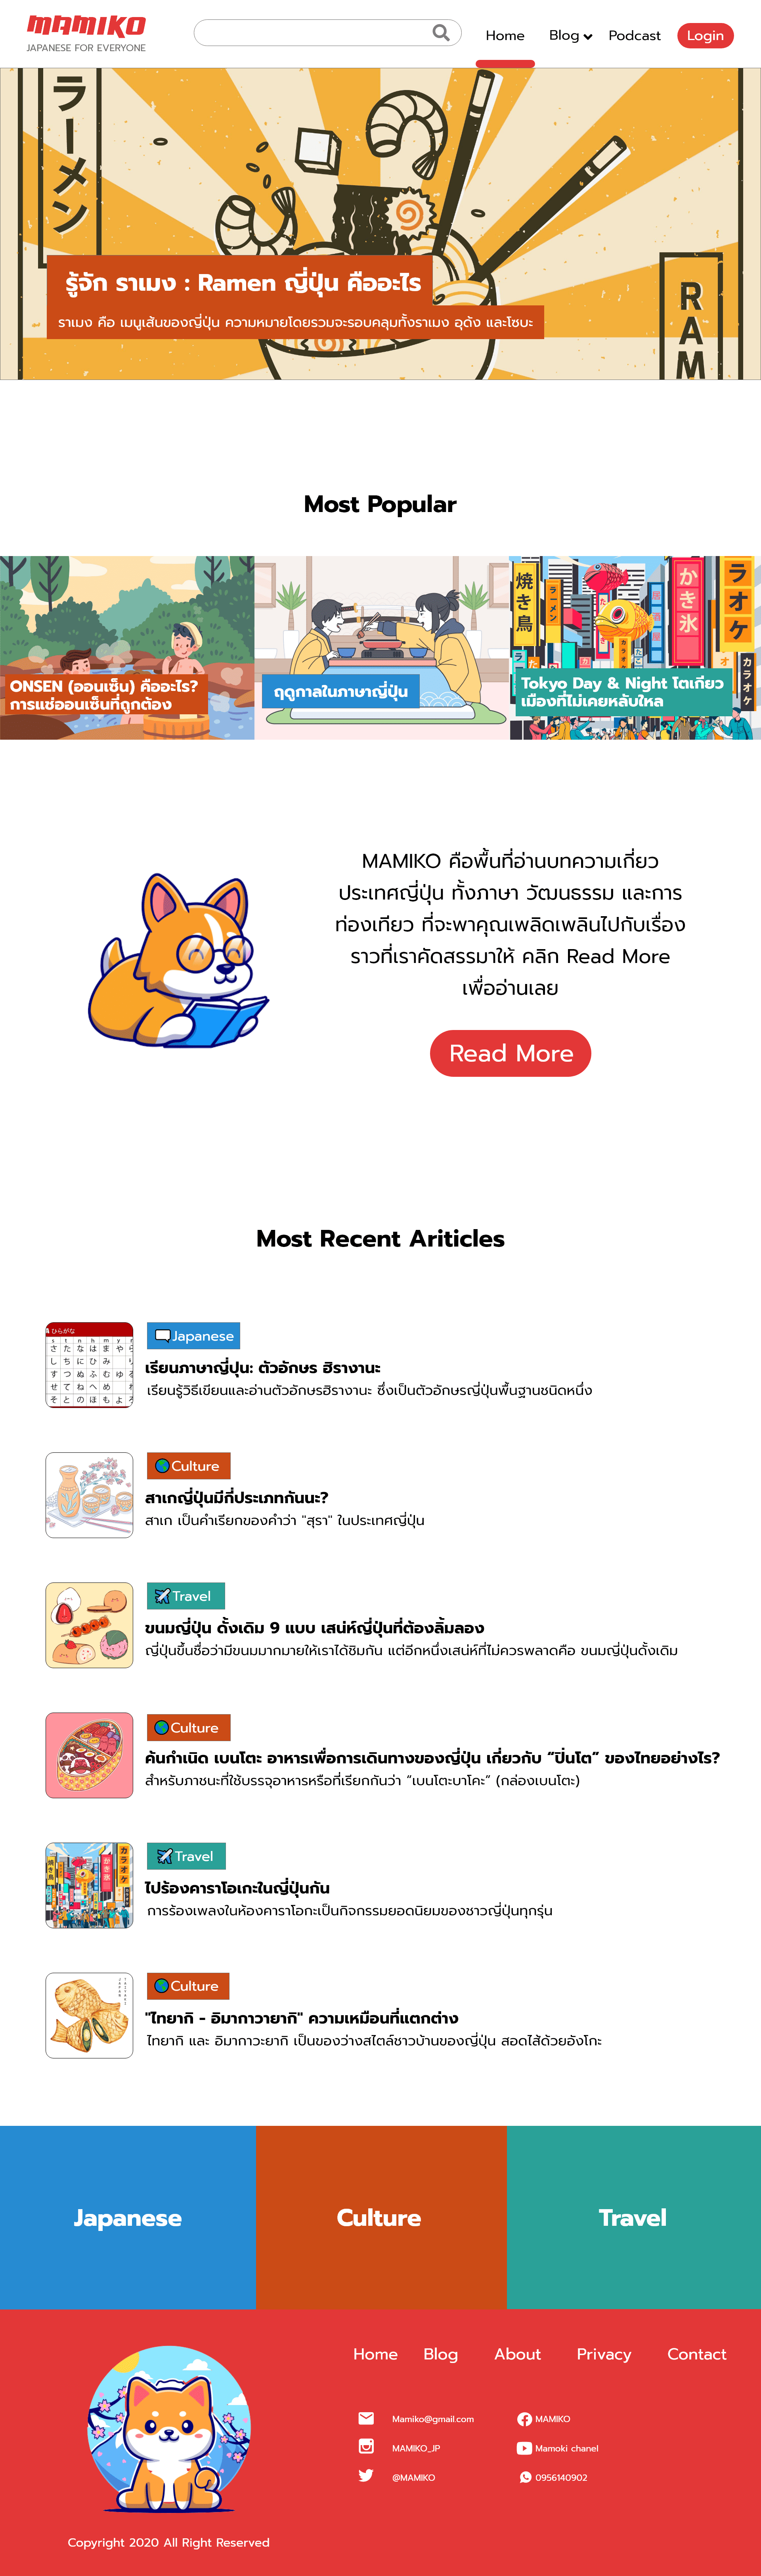 MAMIKO
JAPANESE FOR EVERYONE
Home
Blog
Podcast
Login
ラーメン
RAM
รู้จัก ราเมง : Ramen ญี่ปุ่น คืออะไร
ราเมง คือ เมนูเส้นของญี่ปุ่น ความหมายโดยรวมจะรอบคลุมทั้งราเมง อุด้ง และโซบะ
Most Popular
ONSEN (ออนเซ็น) คืออะไร?
การแช่ออนเซ็นที่ถูกต้อง
ฤดูกาลในภาษาญี่ปุ่น
焼き鳥
ラーメン
かき氷
ラオケ
カラオケ
Tokyo Day & Night โตเกียว
เมืองที่ไม่เคยหลับใหล
MAMIKO คือพื้นที่อ่านบทความเกี่ยว
ประเทศญี่ปุ่น ทั้งภาษา วัฒนธรรม และการ
ท่องเทียว ที่จะพาคุณเพลิดเพลินไปกับเรื่อง
ราวที่เราคัดสรรมาให้ คลิก Read More
เพื่ออ่านเลย
Read More
Most Recent Ariticles
ひらがな
s t n h m y r
さ た な は ま や ら
し ち に ひ み り
す つ ぬ ふ む ゆ る
せ て ね へ め れ
そ と の ほ も よ ろ
Japanese
เรียนภาษาญี่ปุน: ตัวอักษร ฮิรางานะ
เรียนรู้วิธีเขียนและอ่านตัวอักษรฮิรางานะ ซึ่งเป็นตัวอักษรญี่ปุ่นพื้นฐานชนิดหนึ่ง
Culture
สาเกญี่ปุ่นมีกี่ประเภทกันนะ?
สาเก เป็นคำเรียกของคำว่า "สุรา" ในประเทศญี่ปุ่น
Travel
ขนมญี่ปุ่น ดั้งเดิม 9 แบบ เสน่ห์ญี่ปุ่นที่ต้องลิ้มลอง
ญี่ปุ่นขึ้นชื่อว่ามีขนมมากมายให้เราได้ชิมกัน แต่อีกหนึ่งเสน่ห์ที่ไม่ควรพลาดคือ ขนมญี่ปุ่นดั้งเดิม
Culture
ค้นกำเนิด เบนโตะ อาหารเพื่อการเดินทางของญี่ปุ่น เกี่ยวกับ “ปิ่นโต” ของไทยอย่างไร?
สำหรับภาชนะที่ใช้บรรจุอาหารหรือที่เรียกกันว่า “เบนโตะบาโคะ” (กล่องเบนโตะ)
Travel
ไปร้องคาราโอเกะในญี่ปุ่นกัน
การร้องเพลงในห้องคาราโอกะเป็นกิจกรรมยอดนิยมของชาวญี่ปุ่นทุกรุ่น
Culture
"ไทยากิ - อิมากาวายากิ" ความเหมือนที่แตกต่าง
ไทยากิ และ อิมากาวะยากิ เป็นของว่างสไตล์ชาวบ้านของญี่ปุ่น สอดไส้ด้วยอังโกะ
Japanese
Culture
Travel
Home
Blog
About
Privacy
Contact
Mamiko@gmail.com
MAMIKO
MAMIKO_JP
Mamoki chanel
@MAMIKO
0956140902
Copyright 2020 All Right Reserved